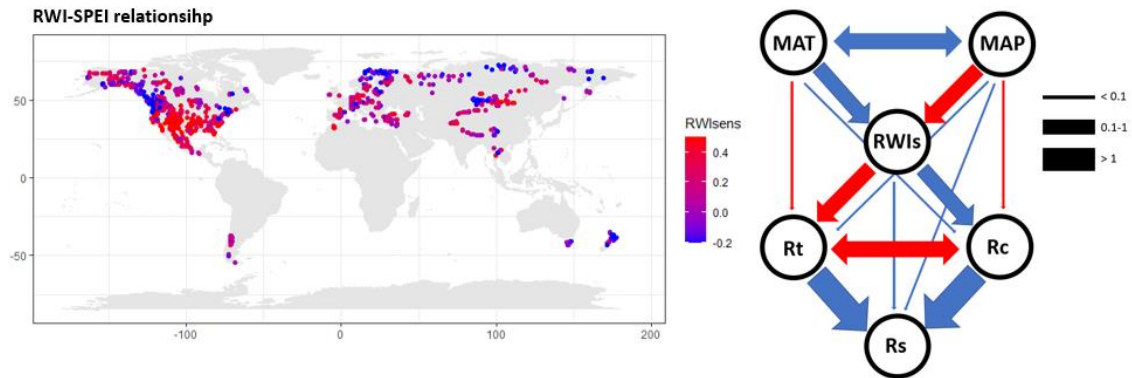 RWI-SPEI relationsihp
50
0
-50
-100
0
100
200
RWIsens
0.4
0.2
0.0
-0.2
MAT
MAP
RWIs
Rt
Rc
Rs
< 0.1
0.1-1
> 1